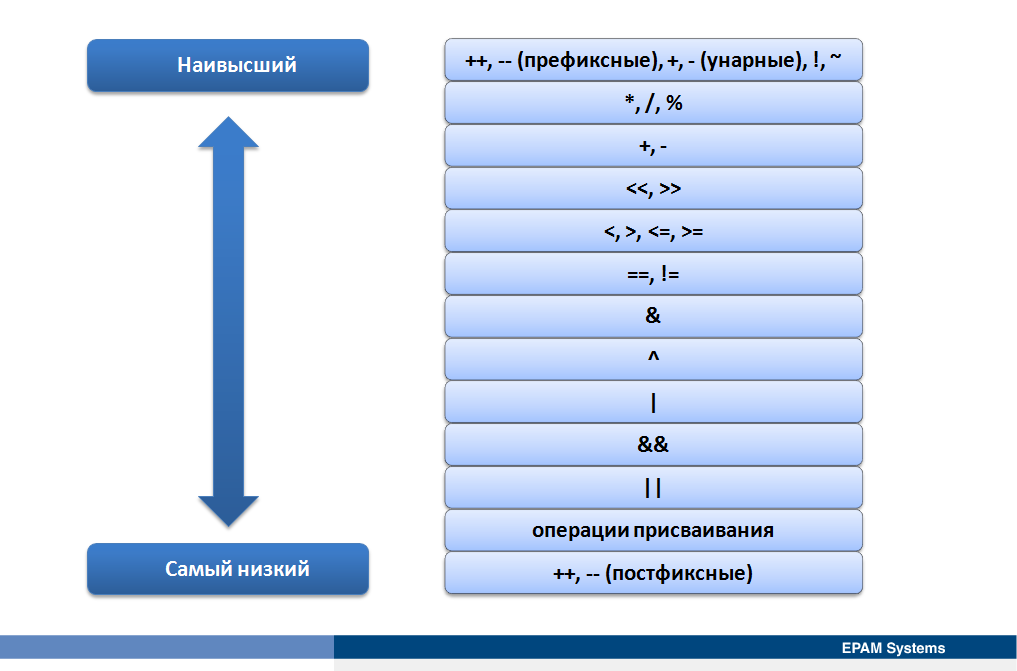 Наивысший
Самый низкий
++, -- (префиксные), +, - (унарные), !, ~
*, /, %
+, -
<<, >>
<, >, <=, >=
==, !=
&
^
|
&&
||
операции присваивания
++, -- (постфиксные)
EPAM Systems